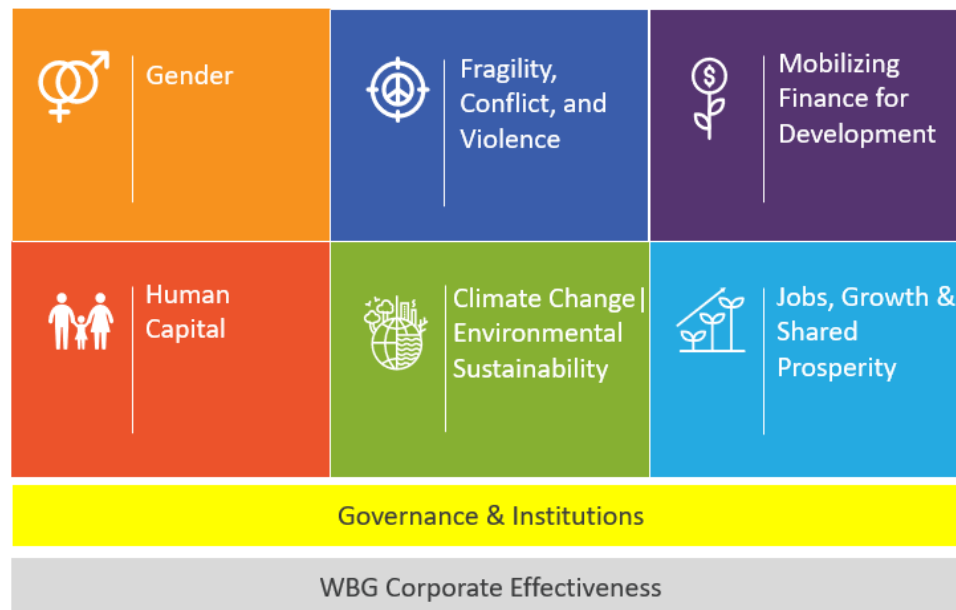 Gender
Fragility,
Conflict, and
Violence
$
Mobilizing
Finance for
Development
Human
Capital
Climate Change|
Environmental
Sustainability
Jobs, Growth &
Shared
Prosperity
Governance & Institutions
WBG Corporate Effectiveness